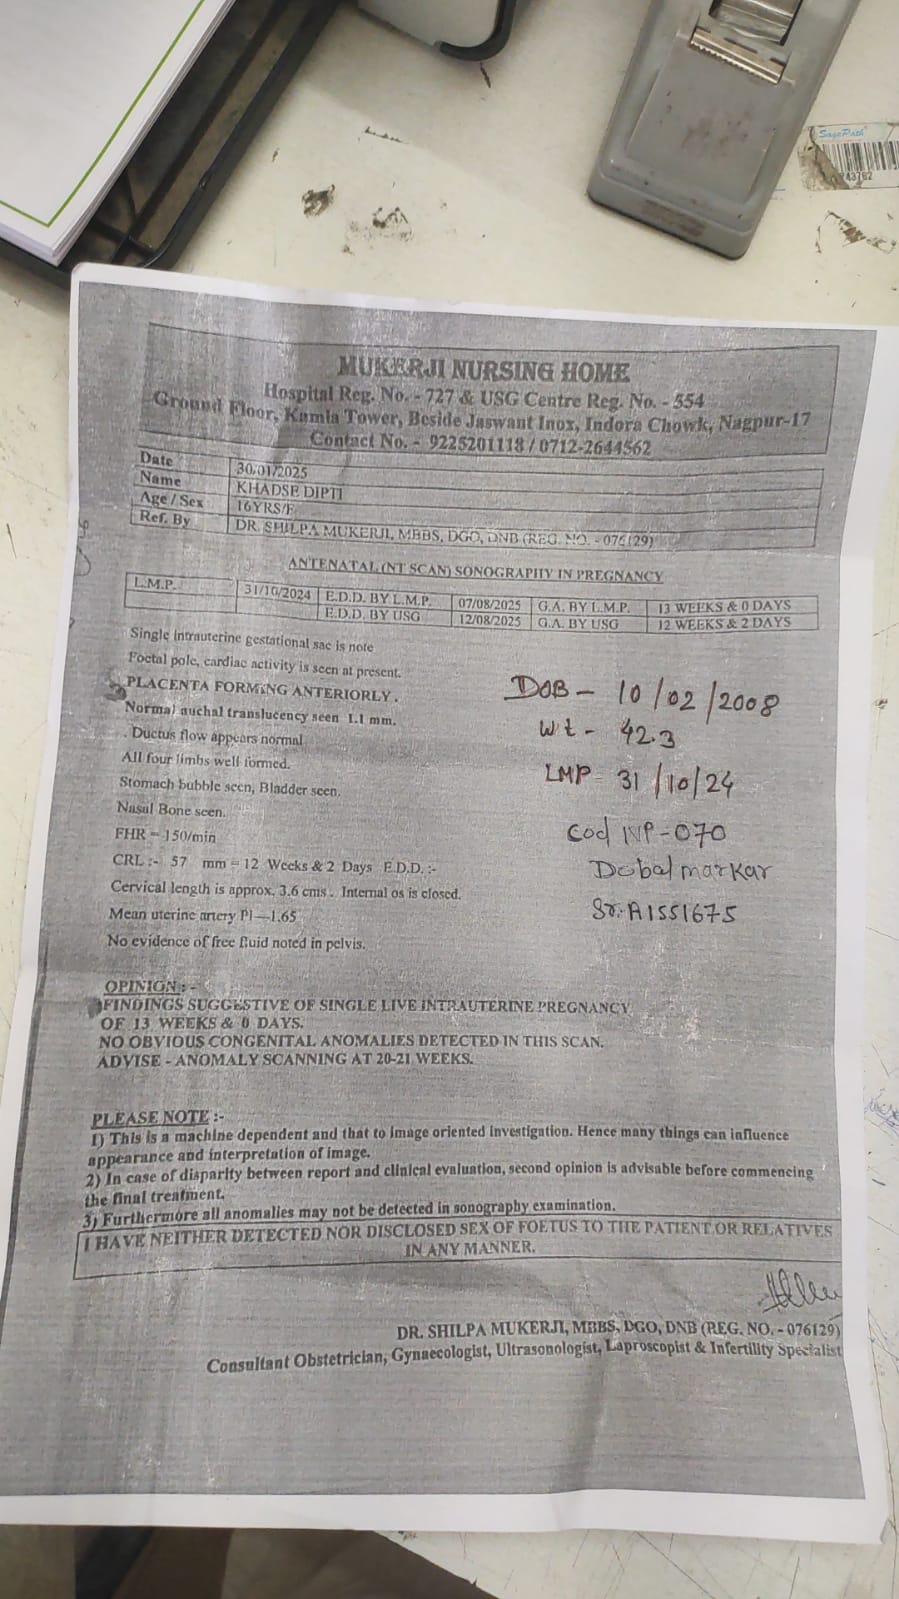 SagePath
MUKERJI NURSING HOME
Hospital Reg. No. - 727 & USG Centre Reg. No. - 554
Ground Floor, Kamla Tower, Beside Jaswant Inox, Indora Chowk, Nagpur-17
Contact No. - 9225201118 / 0712-2644562
Date 30/01/2025
Name KHADSE DIPTI
Age / Sex 16YRS/F
Ref. By DR. SHILPA MUKERJI, MBBS, DGO, DNB (REG. NO. - 076129)
ANTENATAL (NT SCAN) SONOGRAPHY IN PREGNANCY
L.M.P. 31/10/2024 E.D.D. BY L.M.P. 07/08/2025 G.A. BY L.M.P. 13 WEEKS & 0 DAYS
E.D.D. BY USG 12/08/2025 G.A. BY USG 12 WEEKS & 2 DAYS
Single intrauterine gestational sac is note
Foetal pole, cardiac activity is seen at present.
PLACENTA FORMING ANTERIORLY.
Normal nuchal translucency seen 1.1 mm.
. Ductus flow appears normal
All four limbs well formed.
Stomach bubble seen, Bladder seen.
Nasal Bone seen.
FHR = 150/min
CRL :- 57 mm = 12 Weeks & 2 Days E.D.D. :-
Cervical length is approx. 3.6 cms . Internal os is closed.
Mean uterine artery PI—1.65
No evidence of free fluid noted in pelvis.
DOB - 10/02/2008
Wt - 42.3
LMP - 31/10/24
Cod NP-070
Dobal markar
Sr. A1551675
OPINION : -
FINDINGS SUGGESTIVE OF SINGLE LIVE INTRAUTERINE PREGNANCY
OF 13 WEEKS & 0 DAYS.
NO OBVIOUS CONGENITAL ANOMALIES DETECTED IN THIS SCAN.
ADVISE - ANOMALY SCANNING AT 20-21 WEEKS.
PLEASE NOTE :-
1) This is a machine dependent and that to image oriented investigation. Hence many things can influence
appearance and interpretation of image.
2) In case of disparity between report and clinical evaluation, second opinion is advisable before commencing
the final treatment.
3) Furthermore all anomalies may not be detected in sonography examination.
I HAVE NEITHER DETECTED NOR DISCLOSED SEX OF FOETUS TO THE PATIENT OR RELATIVES
IN ANY MANNER.
DR. SHILPA MUKERJI, MBBS, DGO, DNB (REG. NO. - 076129)
Consultant Obstetrician, Gynaecologist, Ultrasonologist, Laproscopist & Infertility Specialist